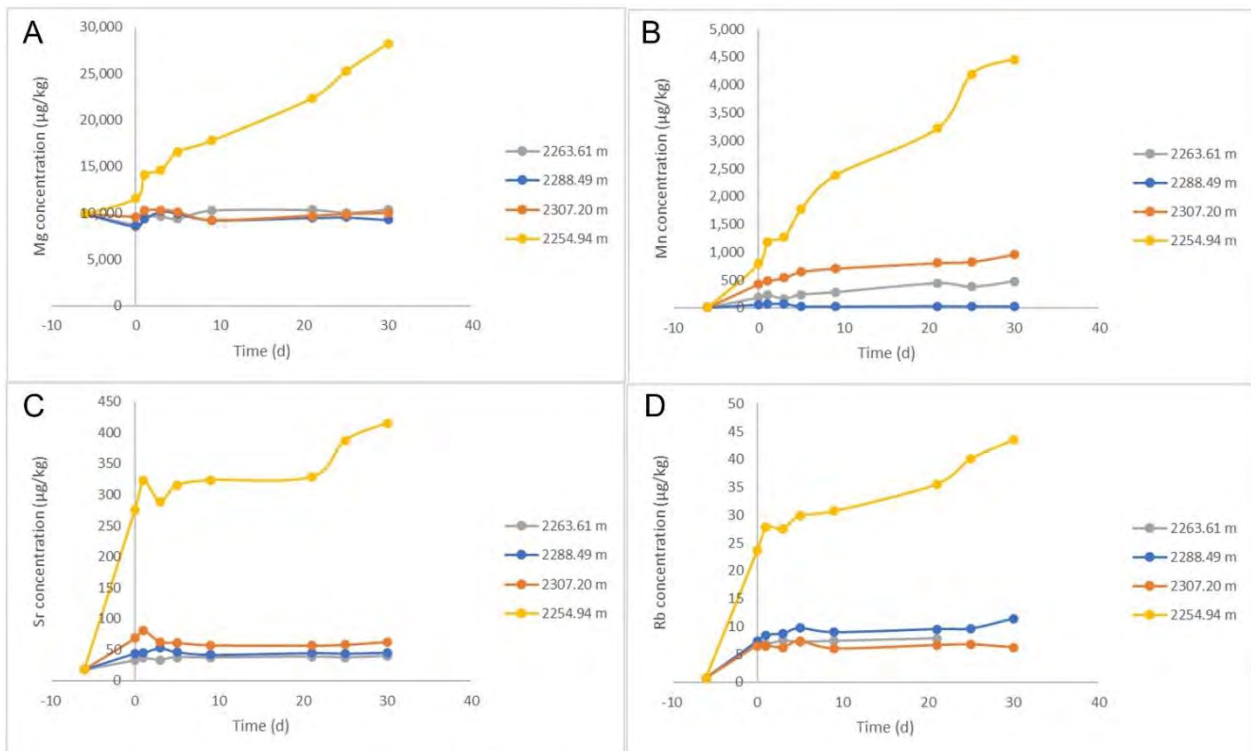 A
Mg concentration (µg/kg)
30,000
25,000
20,000
15,000
10,000
5,000
0
-10 0 10 20 30 40
Time (d)
2263.61 m
2288.49 m
2307.20 m
2254.94 m
B
Mn concentration (µg/kg)
5,000
4,500
4,000
3,500
3,000
2,500
2,000
1,500
1,000
500
0
-10 0 10 20 30 40
Time (d)
2263.61 m
2288.49 m
2307.20 m
2254.94 m
C
Sr concentration (µg/kg)
450
400
350
300
250
200
150
100
50
0
-10 0 10 20 30 40
Time (d)
2263.61 m
2288.49 m
2307.20 m
2254.94 m
D
Rb concentration (µg/kg)
50
45
40
35
30
25
20
15
10
5
0
-10 0 10 20 30 40
Time (d)
2263.61 m
2288.49 m
2307.20 m
2254.94 m